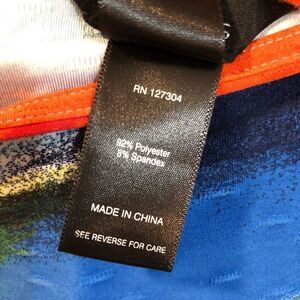 RN 127304
92% Polyester
8% Spandex
MADE IN CHINA
SEE REVERSE FOR CARE